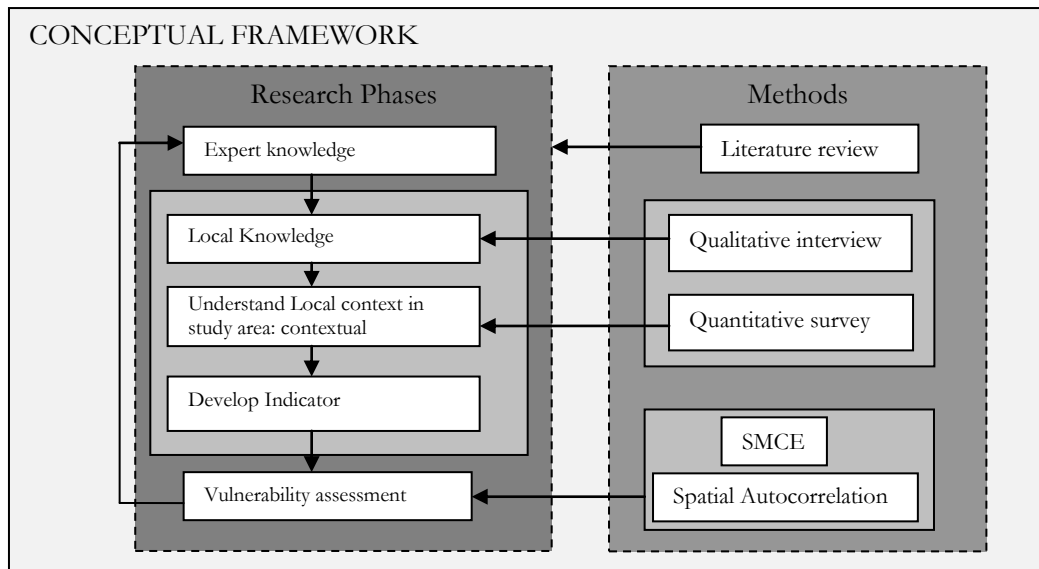 CONCEPTUAL FRAMEWORK
Research Phases
Expert knowledge
Local Knowledge
Understand Local context in
study area: contextual
Develop Indicator
Vulnerability assessment
Methods
Literature review
Qualitative interview
Quantitative survey
SMCE
Spatial Autocorrelation